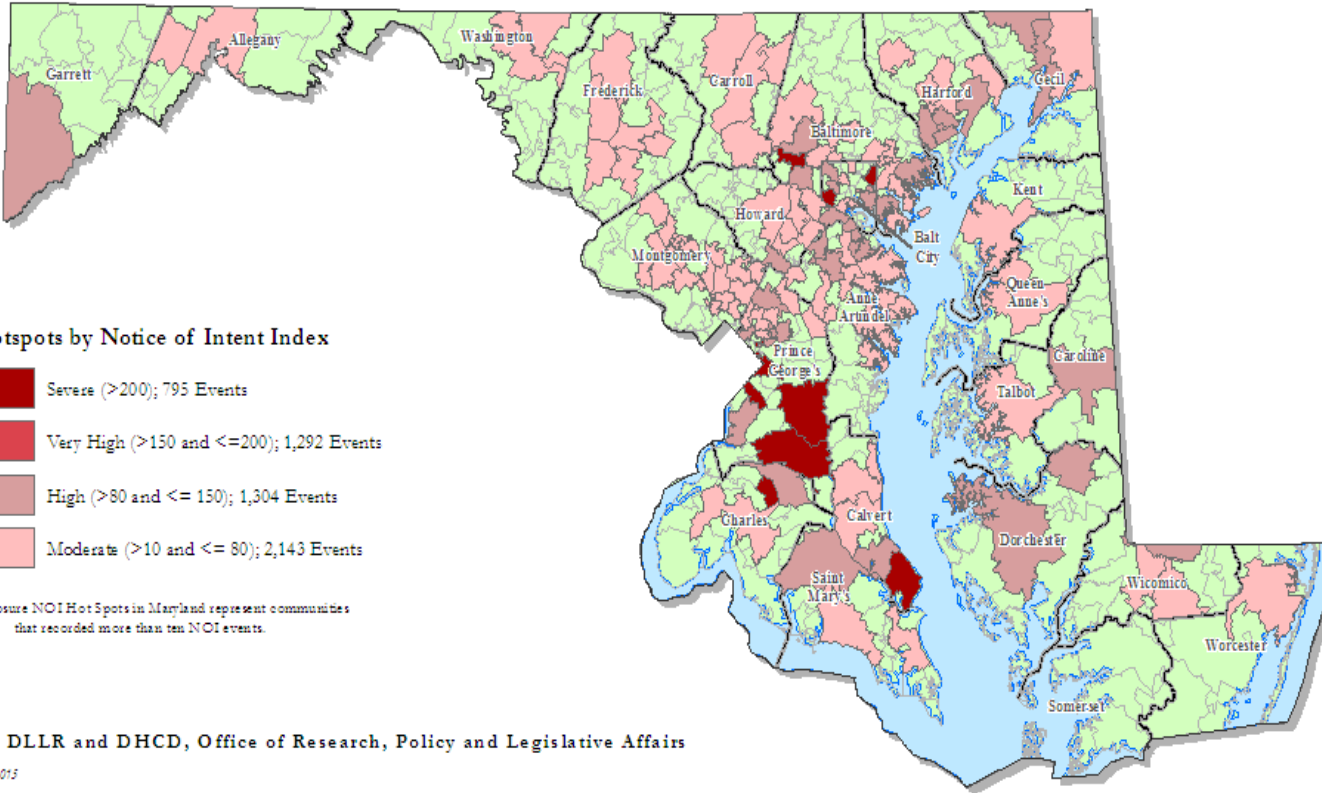 Garrett
Allegany
Washington
Frederick
Carroll
Baltimore
Harford
Cecil
Kent
Howard
Montgomery
Balt
City
Anne
Arundel
Queen
Anne's
Prince
George's
Caroline
Talbot
Charles
Calvert
Dorchester
Saint
Mary's
Wicomico
Worcester
Somerset
otspots by Notice of Intent Index
Severe (>200); 795 Events
Very High (>150 and <=200); 1,292 Events
High (>80 and <= 150); 1,304 Events
Moderate (>10 and <= 80); 2,143 Events
osure NOI Hot Spots in Maryland represent communities
that recorded more than ten NOI events.
DLLR and DHCD, Office of Research, Policy and Legislative Affairs
015